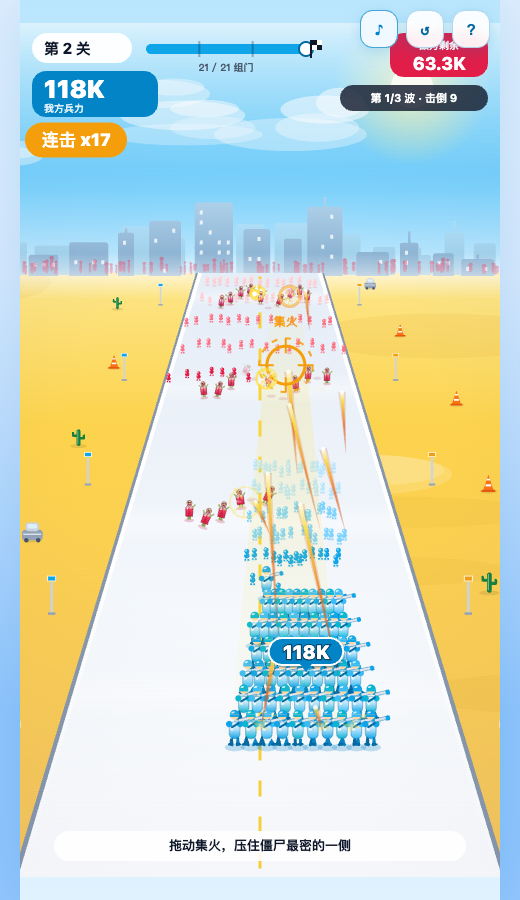 ♪ ↺ ?
第 2 关
21 / 21 组门
63.3K
118K
我方兵力
第 1/3 波 · 击倒 9
连击 x17
集火
118K
拖动集火，压住僵尸最密的一侧